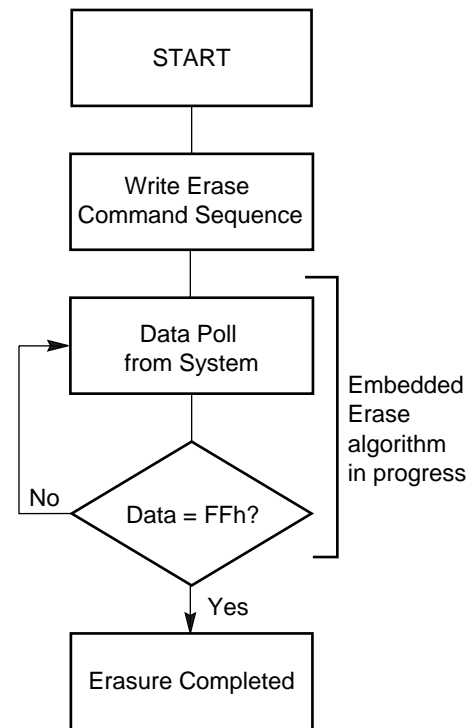 START
Write Erase
Command Sequence
Data Poll
from System
Embedded
Erase
algorithm
in progress
No
Data = FFh?
Yes
Erasure Completed